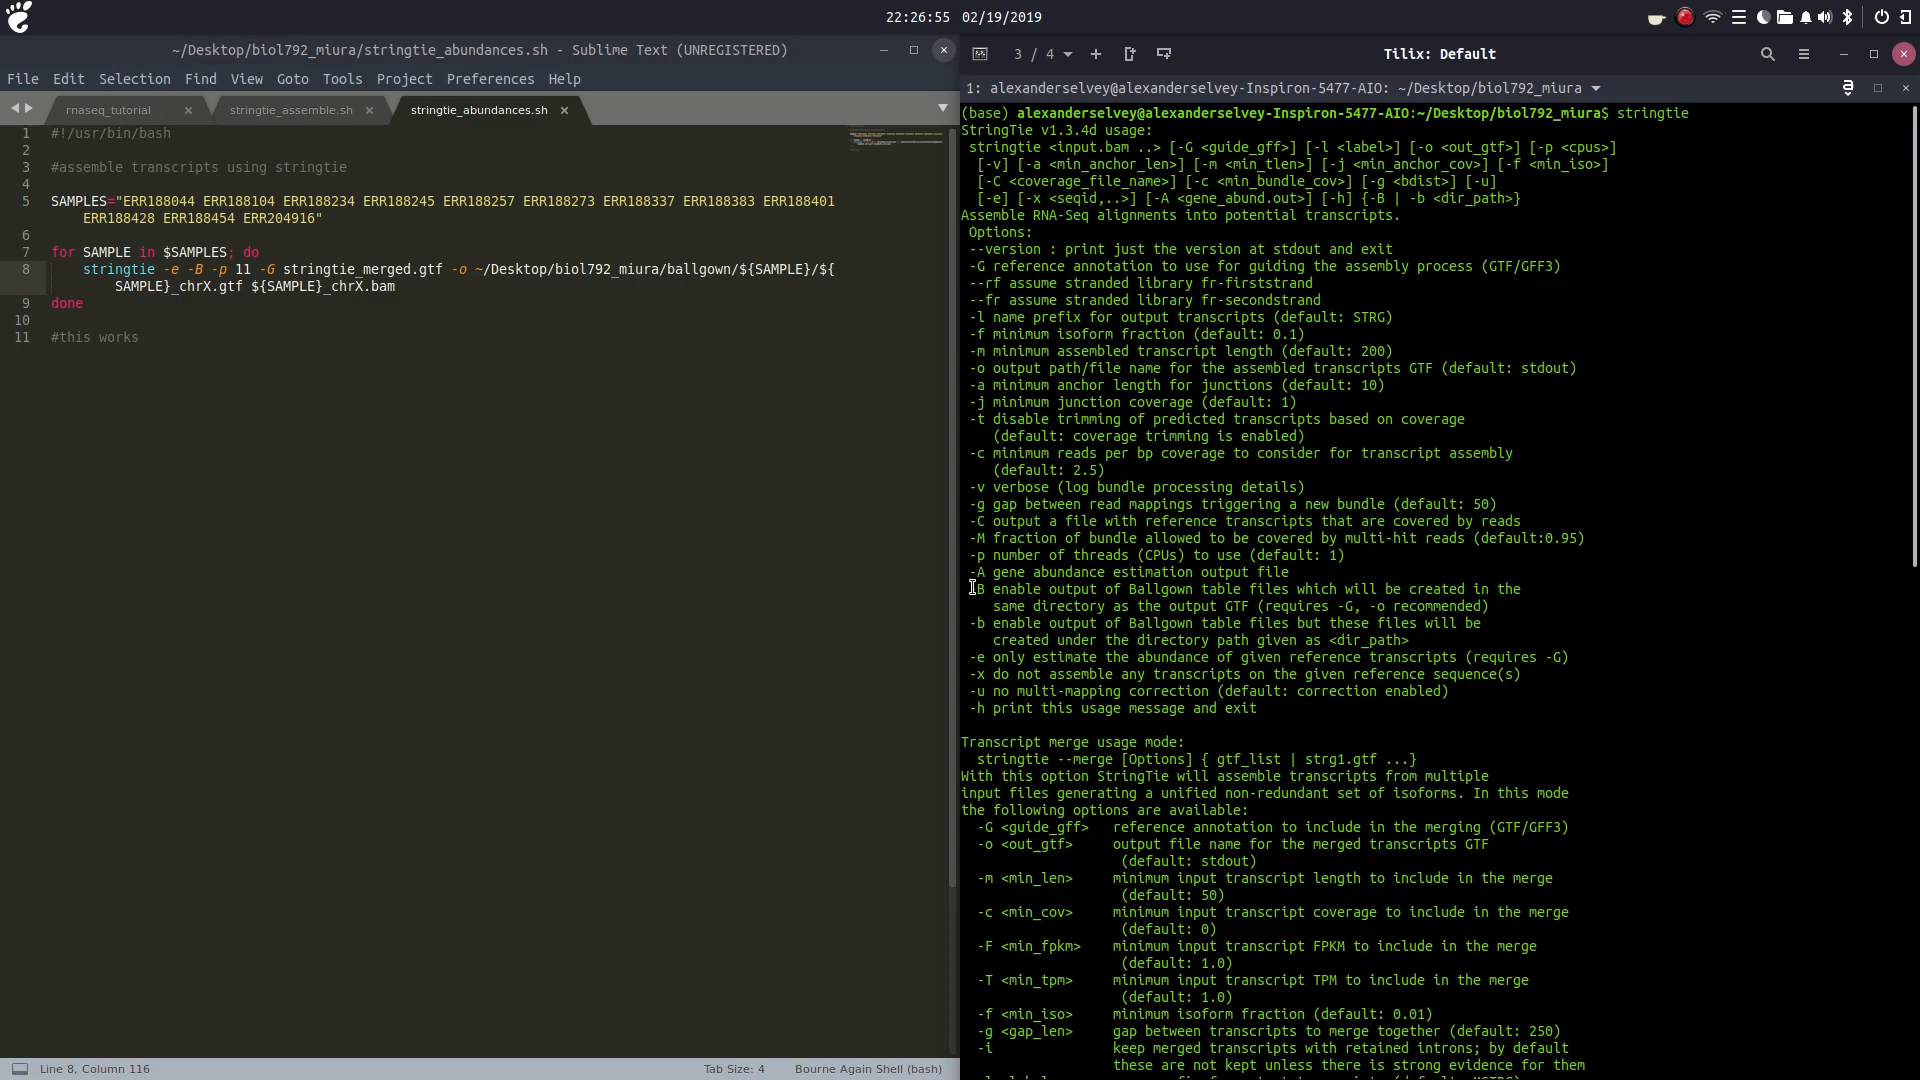 22:26:55 02/19/2019
~/Desktop/biol792_miura/stringtie_abundances.sh - Sublime Text (UNREGISTERED)
File Edit Selection Find View Goto Tools Project Preferences Help
rnaseq_tutorial
stringtie_assemble.sh
stringtie_abundances.sh
1 #!/usr/bin/bash
2
3 #assemble transcripts using stringtie
4
5 SAMPLES="ERR188044 ERR188104 ERR188234 ERR188245 ERR188257 ERR188273 ERR188337 ERR188383 ERR188401
ERR188428 ERR188454 ERR204916"
6
7 for SAMPLE in $SAMPLES; do
8 stringtie -e -B -p 11 -G stringtie_merged.gtf -o ~/Desktop/biol792_miura/ballgown/${SAMPLE}/${
SAMPLE}_chrX.gtf ${SAMPLE}_chrX.bam
9 done
10
11 #this works
Line 8, Column 116
Tab Size: 4
Bourne Again Shell (bash)
3 / 4
Tilix: Default
1: alexanderselvey@alexanderselvey-Inspiron-5477-AIO: ~/Desktop/biol792_miura
(base) alexanderselvey@alexanderselvey-Inspiron-5477-AIO:~/Desktop/biol792_miura$ stringtie
StringTie v1.3.4d usage:
stringtie <input.bam ..> [-G <guide_gff>] [-l <label>] [-o <out_gtf>] [-p <cpus>]
[-v] [-a <min_anchor_len>] [-m <min_tlen>] [-j <min_anchor_cov>] [-f <min_iso>]
[-C <coverage_file_name>] [-c <min_bundle_cov>] [-g <bdist>] [-u]
[-e] [-x <seqid,..>] [-A <gene_abund.out>] [-h] {-B | -b <dir_path>}
Assemble RNA-Seq alignments into potential transcripts.
Options:
--version : print just the version at stdout and exit
-G reference annotation to use for guiding the assembly process (GTF/GFF3)
--rf assume stranded library fr-firststrand
--fr assume stranded library fr-secondstrand
-l name prefix for output transcripts (default: STRG)
-f minimum isoform fraction (default: 0.1)
-m minimum assembled transcript length (default: 200)
-o output path/file name for the assembled transcripts GTF (default: stdout)
-a minimum anchor length for junctions (default: 10)
-j minimum junction coverage (default: 1)
-t disable trimming of predicted transcripts based on coverage
(default: coverage trimming is enabled)
-c minimum reads per bp coverage to consider for transcript assembly
(default: 2.5)
-v verbose (log bundle processing details)
-g gap between read mappings triggering a new bundle (default: 50)
-C output a file with reference transcripts that are covered by reads
-M fraction of bundle allowed to be covered by multi-hit reads (default:0.95)
-p number of threads (CPUs) to use (default: 1)
-A gene abundance estimation output file
-B enable output of Ballgown table files which will be created in the
same directory as the output GTF (requires -G, -o recommended)
-b enable output of Ballgown table files but these files will be
created under the directory path given as <dir_path>
-e only estimate the abundance of given reference transcripts (requires -G)
-x do not assemble any transcripts on the given reference sequence(s)
-u no multi-mapping correction (default: correction enabled)
-h print this usage message and exit
Transcript merge usage mode:
stringtie --merge [Options] { gtf_list | strg1.gtf ...}
With this option StringTie will assemble transcripts from multiple
input files generating a unified non-redundant set of isoforms. In this mode
the following options are available:
-G <guide_gff> reference annotation to include in the merging (GTF/GFF3)
-o <out_gtf> output file name for the merged transcripts GTF
(default: stdout)
-m <min_len> minimum input transcript length to include in the merge
(default: 50)
-c <min_cov> minimum input transcript coverage to include in the merge
(default: 0)
-F <min_fpkm> minimum input transcript FPKM to include in the merge
(default: 1.0)
-T <min_tpm> minimum input transcript TPM to include in the merge
(default: 1.0)
-f <min_iso> minimum isoform fraction (default: 0.01)
-g <gap_len> gap between transcripts to merge together (default: 250)
-i keep merged transcripts with retained introns; by default
these are not kept unless there is strong evidence for them